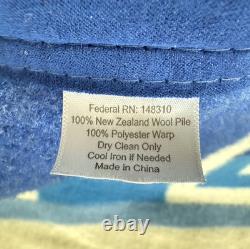 Federal RN: 148310
100% New Zealand Wool Pile
100% Polyester Warp
Dry Clean Only
Cool Iron if Needed
Made in China